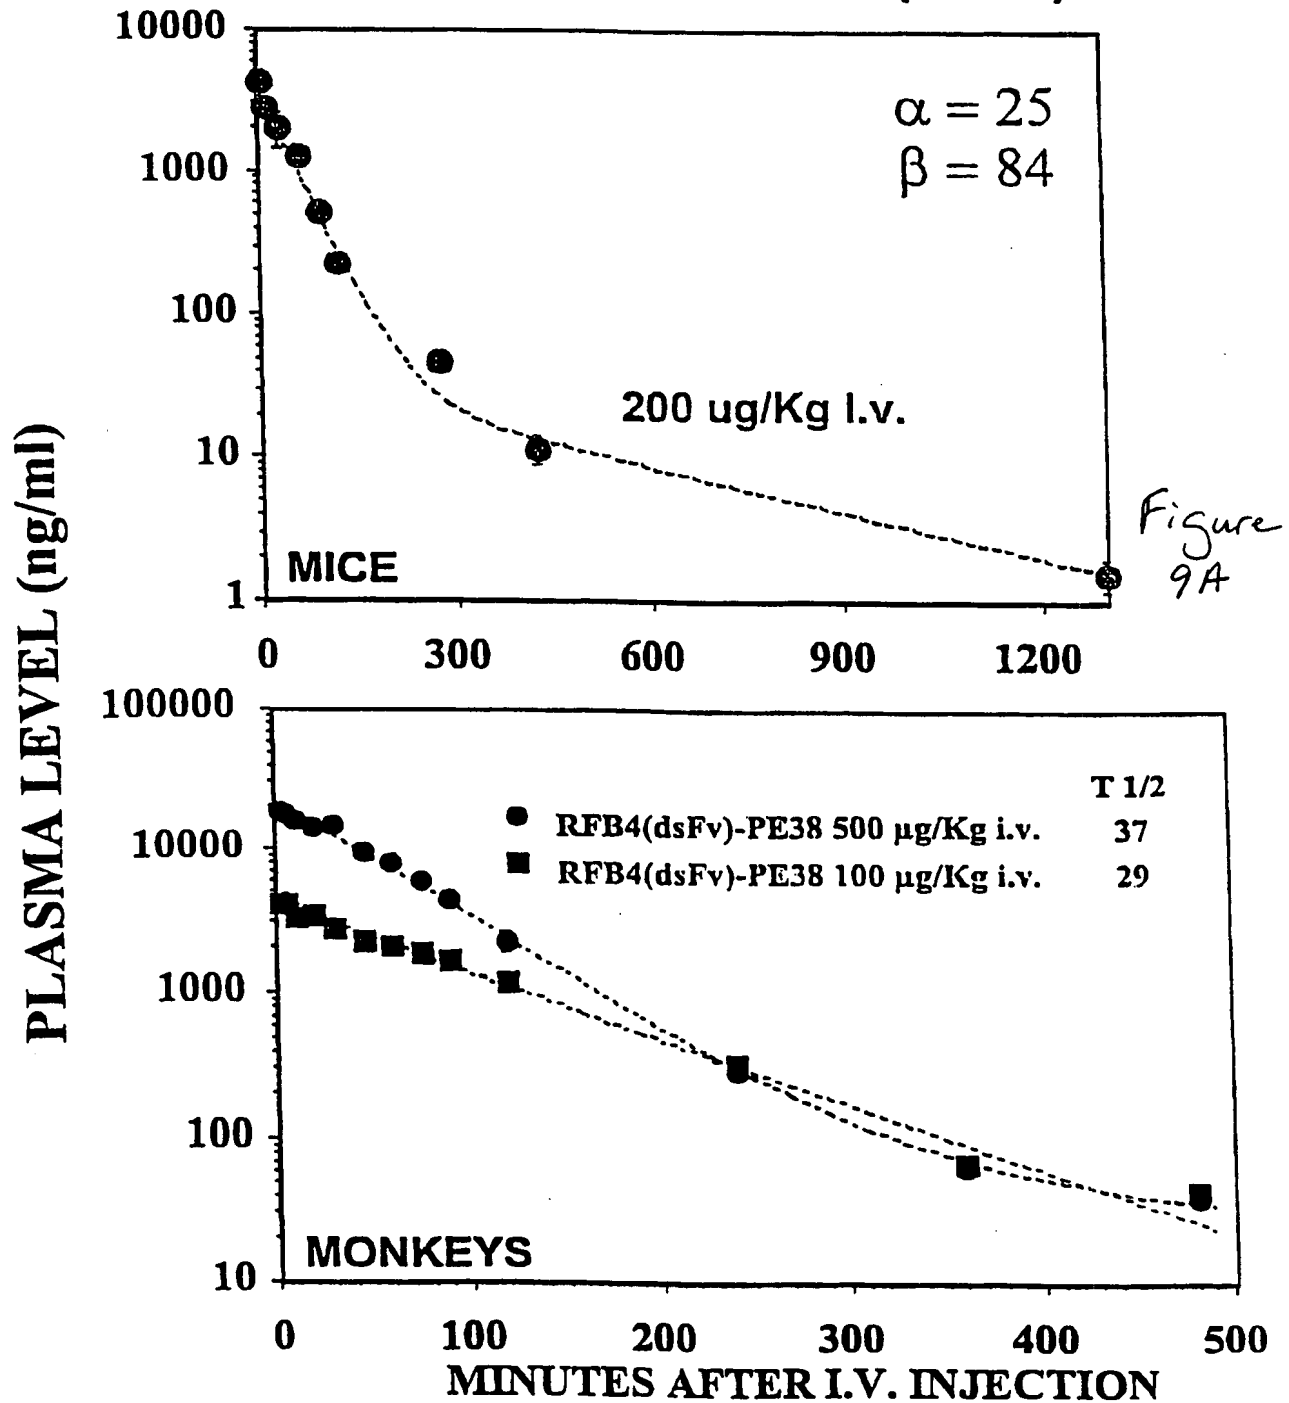 10000
1000
100
10
1
α = 25
β = 84
200 ug/Kg I.v.
MICE
Figure
9A
0 300 600 900 1200
PLASMA LEVEL (ng/ml)
100000
10000
1000
100
10
T 1/2
RFB4(dsFv)-PE38 500 µg/Kg i.v. 37
RFB4(dsFv)-PE38 100 µg/Kg i.v. 29
MONKEYS
0 100 200 300 400 500
MINUTES AFTER I.V. INJECTION